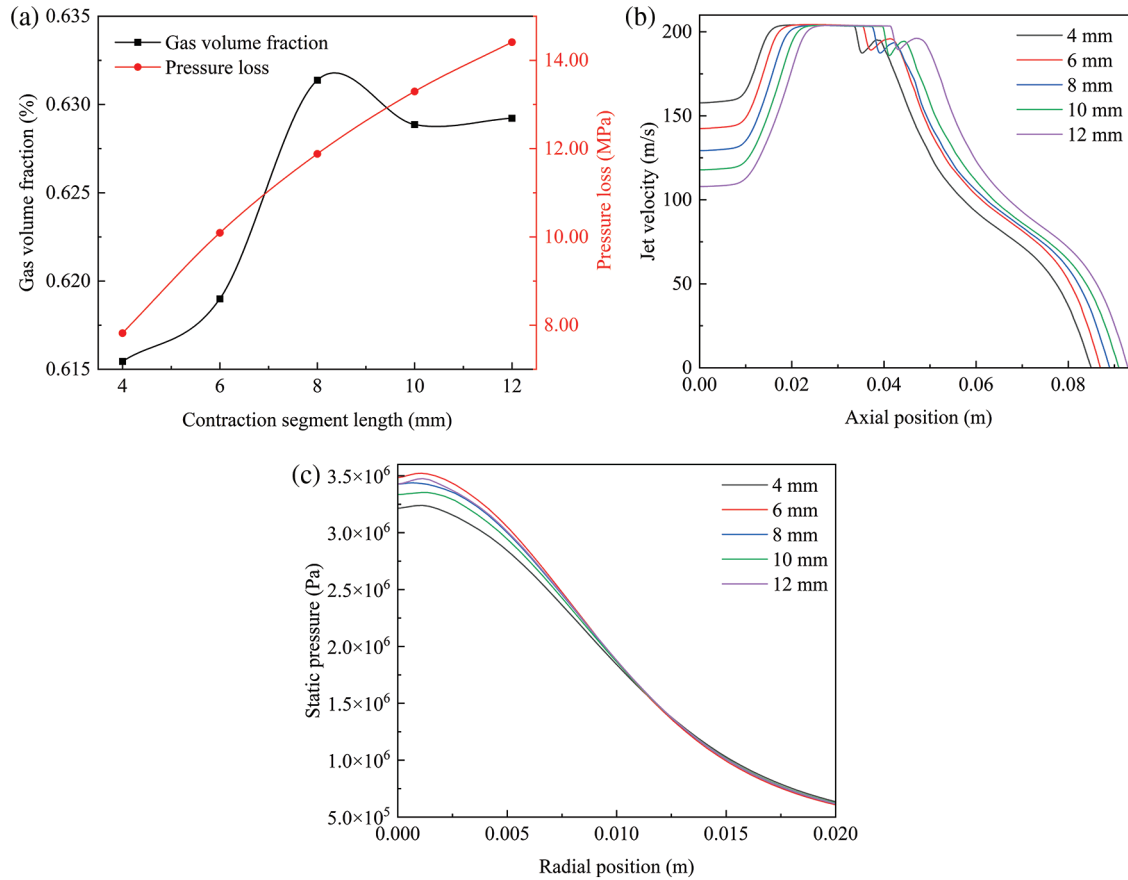 (a)
0.635
0.630
0.625
0.620
0.615
Gas volume fraction (%)
Gas volume fraction
Pressure loss
14.00
12.00
10.00
8.00
Pressure loss (MPa)
4 6 8 10 12
Contraction segment length (mm)
(b)
200
150
100
50
0
Jet velocity (m/s)
4 mm
6 mm
8 mm
10 mm
12 mm
0.00 0.02 0.04 0.06 0.08
Axial position (m)
(c)
3.5×10⁶
3.0×10⁶
2.5×10⁶
2.0×10⁶
1.5×10⁶
1.0×10⁶
5.0×10⁵
Static pressure (Pa)
4 mm
6 mm
8 mm
10 mm
12 mm
0.000 0.005 0.010 0.015 0.020
Radial position (m)